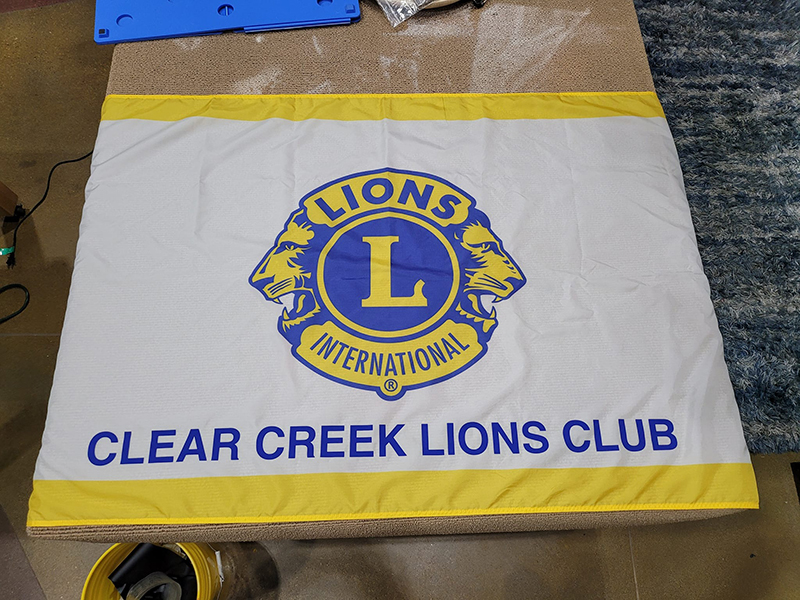 LIONS
L
INTERNATIONAL
®
CLEAR CREEK LIONS CLUB